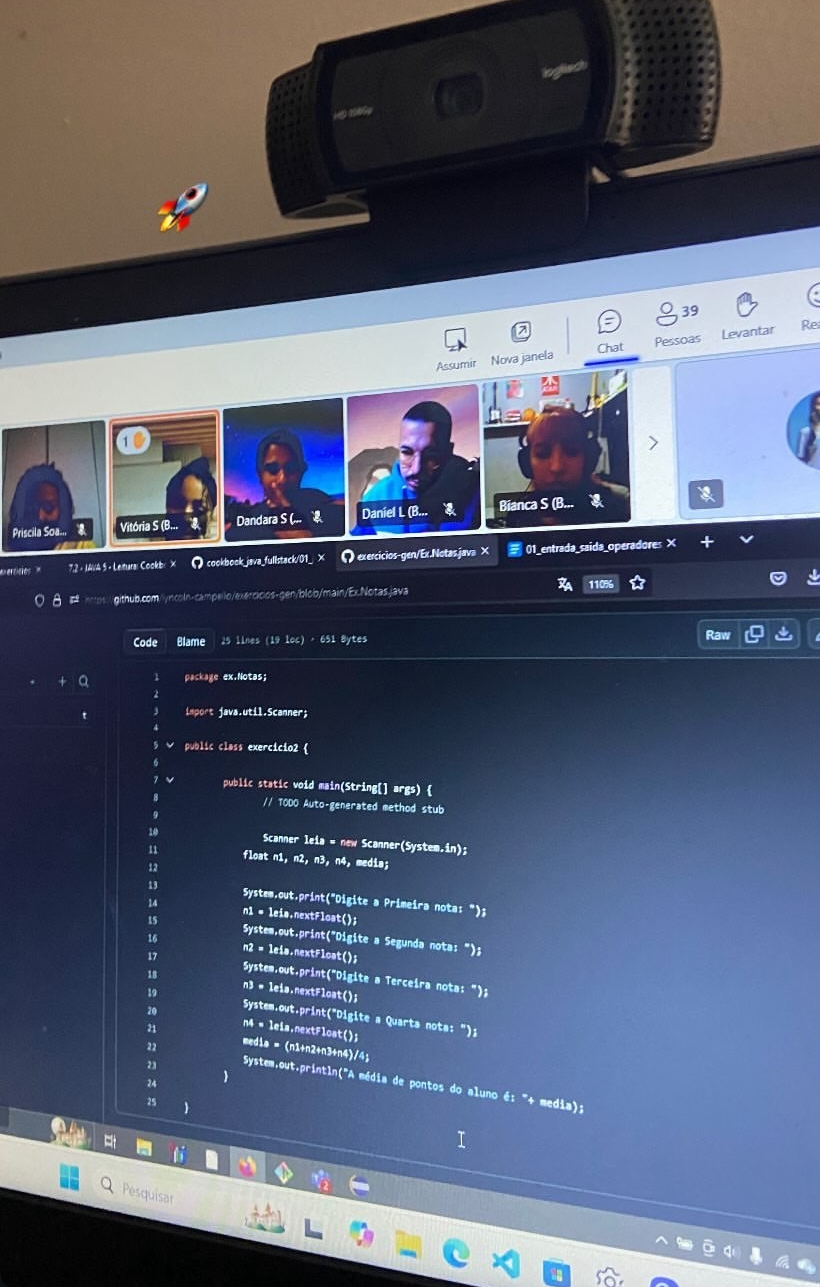 logitech
HD 1080p
Assumir
Nova janela
Chat
39
Pessoas
Levantar
Rea
1
Priscila Soa...
Vitória S (B...
Dandara S (...
Daniel L (B...
Bianca S (B...
7.2 - JAVA 5 - Leitura: Cookb
cookbook_java_fullstack/01_
exercicios-gen/Ex.Notas.java
01_entrada_saida_operadores
https://github.com/lyncoln-campello/exercicios-gen/blob/main/Ex.Notas.java
110%
Code
Blame
25 lines (19 loc) · 651 Bytes
Raw
t
1 package ex.Notas;
2
3 import java.util.Scanner;
4
5 public class exercicio2 {
6
7 public static void main(String[] args) {
8 // TODO Auto-generated method stub
9
10 Scanner leia = new Scanner(System.in);
11 float n1, n2, n3, n4, media;
12
13 System.out.print("Digite a Primeira nota: ");
14 n1 = leia.nextFloat();
15 System.out.print("Digite a Segunda nota: ");
16 n2 = leia.nextFloat();
17 System.out.print("Digite a Terceira nota: ");
18 n3 = leia.nextFloat();
19 System.out.print("Digite a Quarta nota: ");
20 n4 = leia.nextFloat();
21 media = (n1+n2+n3+n4)/4;
22 System.out.println("A média de pontos do aluno é: "+ media);
23 }
24
25 }
2
Pesquisar